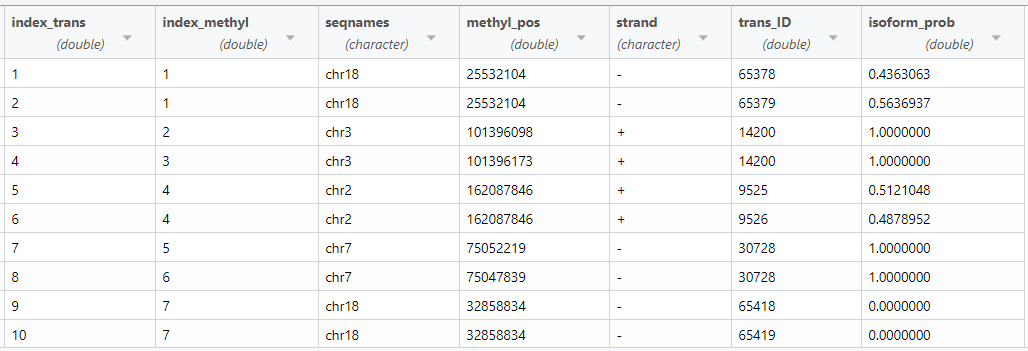 index_trans index_methyl seqnames methyl_pos strand trans_ID isoform_prob
(double) (double) (character) (double) (character) (double) (double)
1 1 chr18 25532104 - 65378 0.4363063
2 1 chr18 25532104 - 65379 0.5636937
3 2 chr3 101396098 + 14200 1.0000000
4 3 chr3 101396173 + 14200 1.0000000
5 4 chr2 162087846 + 9525 0.5121048
6 4 chr2 162087846 + 9526 0.4878952
7 5 chr7 75052219 - 30728 1.0000000
8 6 chr7 75047839 - 30728 1.0000000
9 7 chr18 32858834 - 65418 0.0000000
10 7 chr18 32858834 - 65419 0.0000000